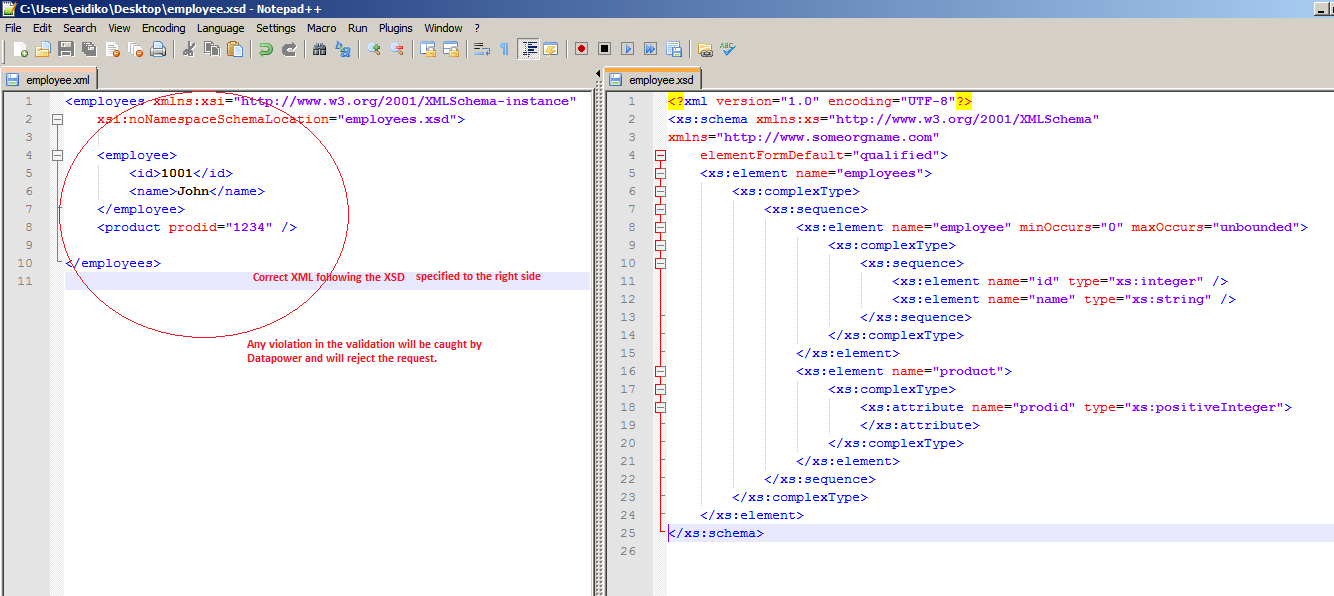 C:\Users\eidiko\Desktop\employee.xsd - Notepad++
File Edit Search View Encoding Language Settings Macro Run Plugins Window ?
ABC
employee.xml
1 <employees xmlns:xsi="http://www.w3.org/2001/XMLSchema-instance"
2 xsi:noNamespaceSchemaLocation="employees.xsd">
3
4 <employee>
5 <id>1001</id>
6 <name>John</name>
7 </employee>
8 <product prodid="1234" />
9
10 </employees>
11
Correct XML following the XSD specified to the right side
Any violation in the validation will be caught by
Datapower and will reject the request.
employee.xsd
1 <?xml version="1.0" encoding="UTF-8"?>
2 <xs:schema xmlns:xs="http://www.w3.org/2001/XMLSchema"
3 xmlns="http://www.someorgname.com"
4 elementFormDefault="qualified">
5 <xs:element name="employees">
6 <xs:complexType>
7 <xs:sequence>
8 <xs:element name="employee" minOccurs="0" maxOccurs="unbounded">
9 <xs:complexType>
10 <xs:sequence>
11 <xs:element name="id" type="xs:integer" />
12 <xs:element name="name" type="xs:string" />
13 </xs:sequence>
14 </xs:complexType>
15 </xs:element>
16 <xs:element name="product">
17 <xs:complexType>
18 <xs:attribute name="prodid" type="xs:positiveInteger">
19 </xs:attribute>
20 </xs:complexType>
21 </xs:element>
22 </xs:sequence>
23 </xs:complexType>
24 </xs:element>
25 </xs:schema>
26